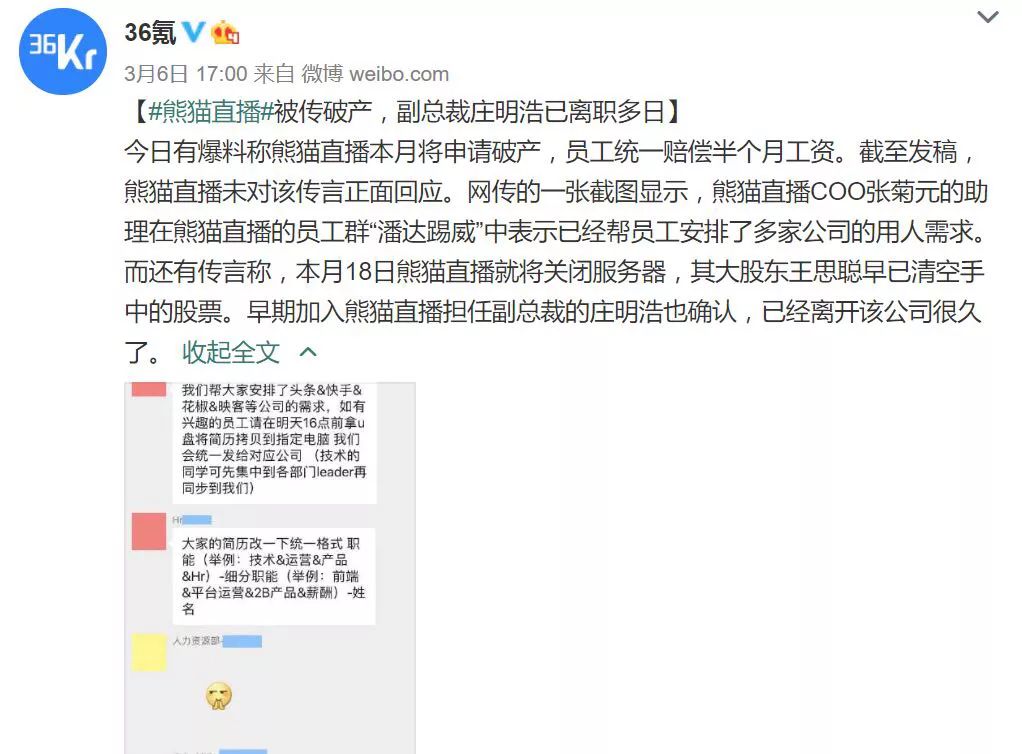 36Kr
36氪
3月6日 17:00 来自 微博 weibo.com
【#熊猫直播#被传破产，副总裁庄明浩已离职多日】
今日有爆料称熊猫直播本月将申请破产，员工统一赔偿半个月工资。截至发稿，
熊猫直播未对该传言正面回应。网传的一张截图显示，熊猫直播COO张菊元的助
理在熊猫直播的员工群“潘达踢威”中表示已经帮员工安排了多家公司的用人需求。
而还有传言称，本月18日熊猫直播就将关闭服务器，其大股东王思聪早已清空手
中的股票。早期加入熊猫直播担任副总裁的庄明浩也确认，已经离开该公司很久
了。 收起全文
我们帮大家安排了头条&快手&
花椒&映客等公司的需求，如有
兴趣的员工请在明天16点前拿u
盘将简历拷贝到指定电脑 我们
会统一发给对应公司 （技术的
同学可先集中到各部门leader再
同步到我们）
Hr
大家的简历改一下统一格式 职
能（举例：技术&运营&产品
&Hr）-细分职能（举例：前端
&平台运营&2B产品&薪酬）-姓
名
人力资源部-